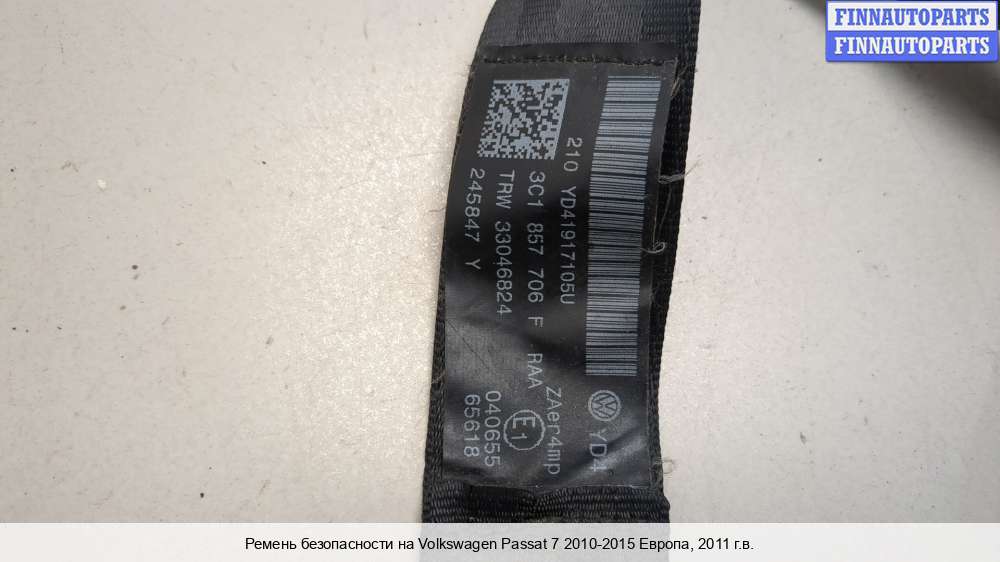 FINNAUTOPARTS
FINNAUTOPARTS
YD4
210 YD41917105U
3C1 857 706 F RAA
TRW 33046824
245847 Y
ZAer4mp
E1
040655
65618
Ремень безопасности на Volkswagen Passat 7 2010-2015 Европа, 2011 г.в.